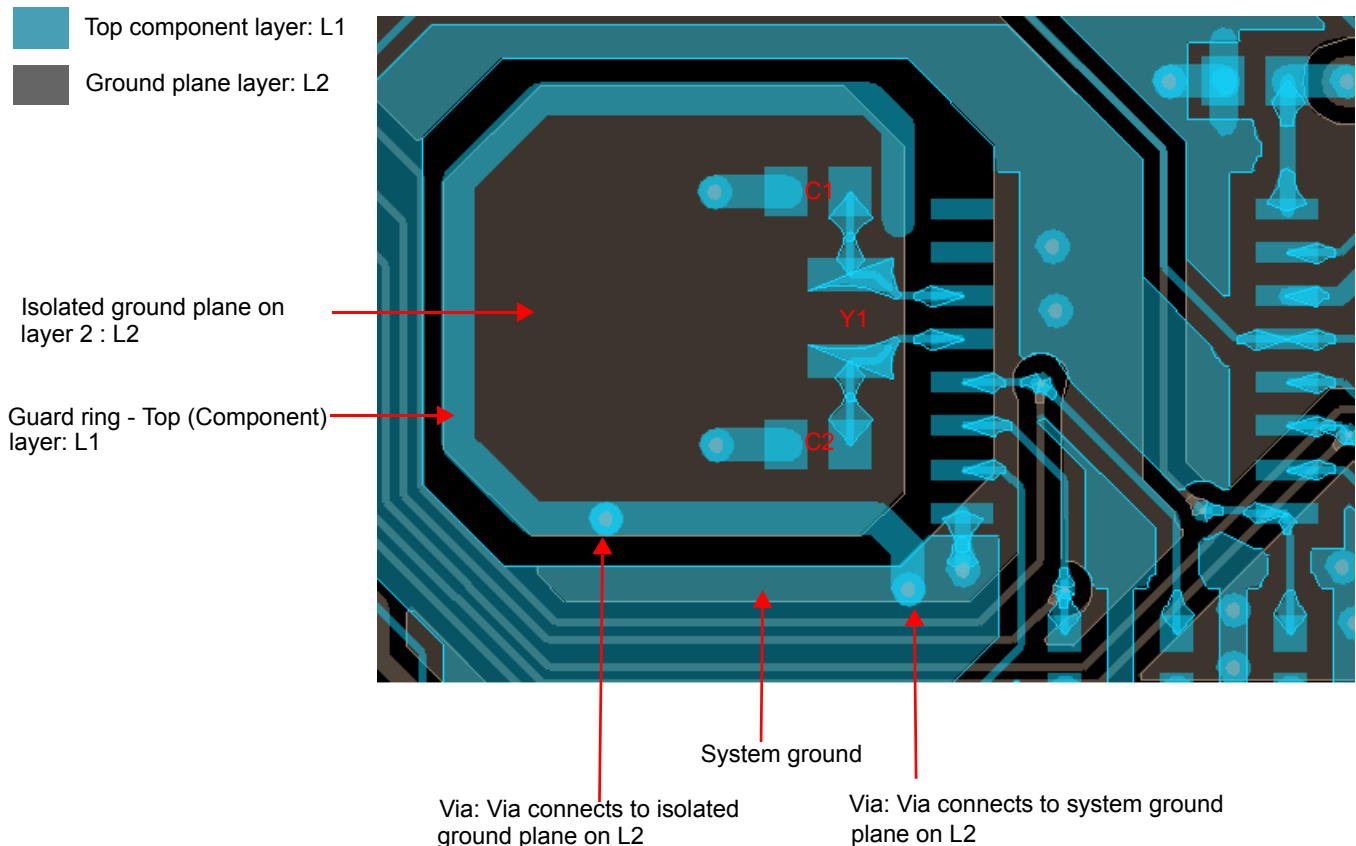 Top component layer: L1
Ground plane layer: L2
C1
Isolated ground plane on
layer 2 : L2
Y1
Guard ring - Top (Component)
layer: L1
C2
System ground
Via: Via connects to isolated
ground plane on L2
Via: Via connects to system ground
plane on L2